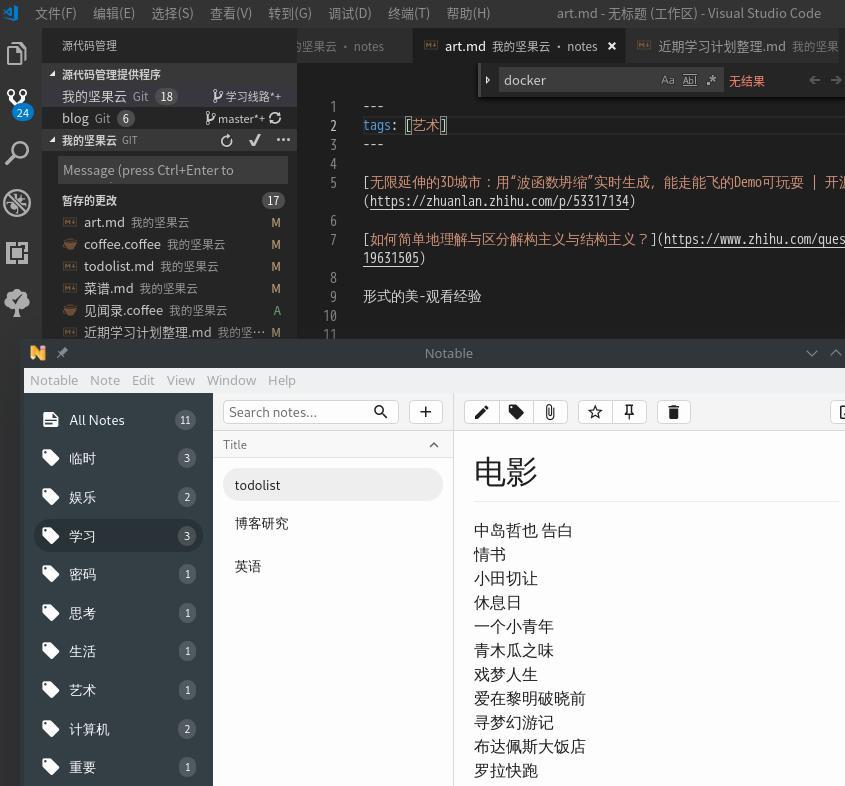 文件(F) 编辑(E) 选择(S) 查看(V) 转到(G) 调试(D) 终端(T) 帮助(H) art.md - 无标题 (工作区) - Visual Studio Code
源代码管理
源代码管理提供程序
我的坚果云 Git 18 学习线路*+
blog Git 6 master*+
24
我的坚果云 GIT
Message (press Ctrl+Enter to
暂存的更改 17
art.md 我的坚果云 M
coffee.coffee 我的坚果云 M
todolist.md 我的坚果云 M
菜谱.md 我的坚果云 M
见闻录.coffee 我的坚果云 A
近期学习计划整理.md 我的坚… M
的坚果云 • notes
art.md 我的坚果云 • notes ×
近期学习计划整理.md 我的坚果
docker Aa Abl .* 无结果
1 ---
2 tags: [艺术]
3 ---
4
5 [无限延伸的3D城市：用“波函数坍缩”实时生成，能走能飞的Demo可玩耍 | 开源
(https://zhuanlan.zhihu.com/p/53317134)
6
7 [如何简单地理解与区分解构主义与结构主义？](https://www.zhihu.com/ques
19631505)
8
9 形式的美-观看经验
10
11
Notable
Notable Note Edit View Window Help
All Notes 11
临时 3
娱乐 2
学习 3
密码 1
思考 1
生活 1
艺术 1
计算机 2
重要 1
Search notes...
Title
todolist
博客研究
英语
电影
中岛哲也 告白
情书
小田切让
休息日
一个小青年
青木瓜之味
戏梦人生
爱在黎明破晓前
寻梦幻游记
布达佩斯大饭店
罗拉快跑